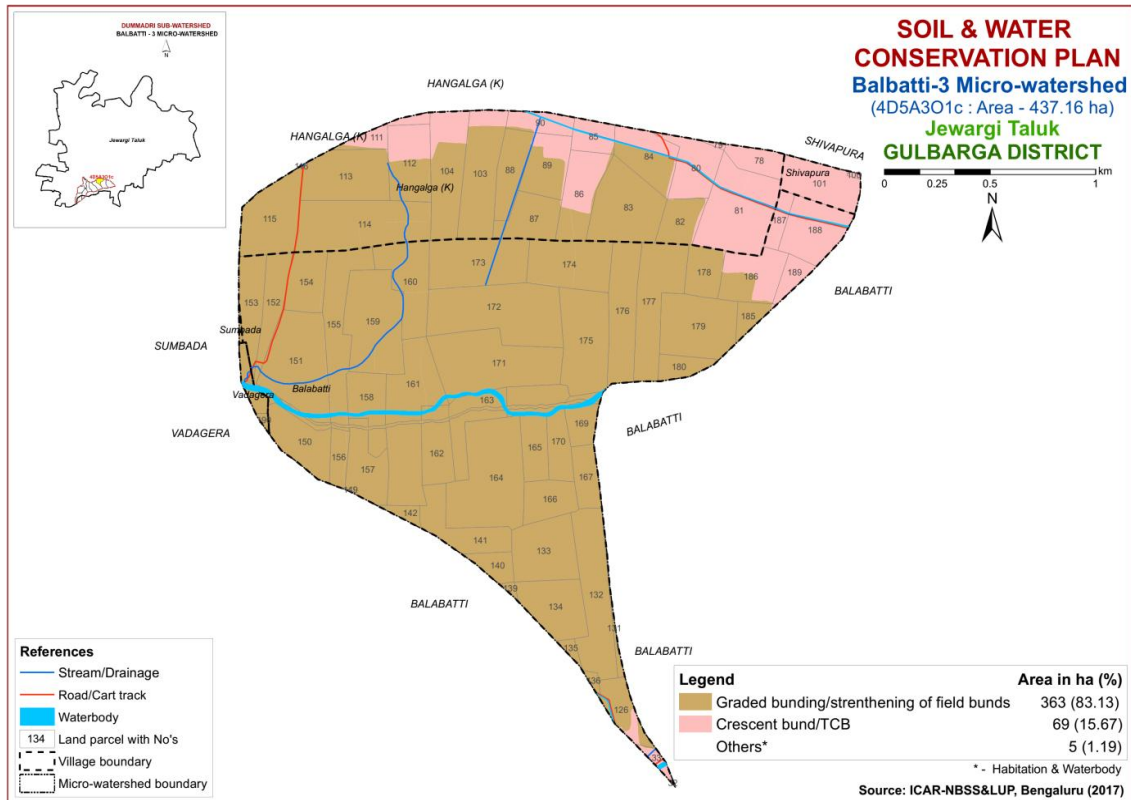 DUMMADRI SUB-WATERSHED
BALBATTI - 3 MICRO-WATERSHED
N
Jewargi Taluk
4D5A3O1c
SOIL & WATER
CONSERVATION PLAN
Balbatti-3 Micro-watershed
(4D5A3O1c : Area - 437.16 ha)
Jewargi Taluk
GULBARGA DISTRICT
0 0.25 0.5 1 km
N
HANGALGA (K)
HANGALGA (K)
SHIVAPURA
90
85
111
84
112
113
104
103
88
89
80
78
Shivapura
101
Hangalga (K)
86
83
81
115
114
87
82
187
188
173
174
160
178
186
189
BALABATTI
153
152
154
172
176
177
155
159
185
Sumbada
179
175
SUMBADA
151
171
180
Vadagera
Balabatti
158
161
163
VADAGERA
150
169
BALABATTI
156
157
162
165
170
164
167
149
166
142
141
133
140
139
132
BALABATTI
134
131
135
BALABATTI
136
126
References
Stream/Drainage
Road/Cart track
Waterbody
134 Land parcel with No's
Village boundary
Micro-watershed boundary
Legend Area in ha (%)
Graded bunding/strenthening of field bunds 363 (83.13)
Crescent bund/TCB 69 (15.67)
Others* 5 (1.19)
* - Habitation & Waterbody
Source: ICAR-NBSS&LUP, Bengaluru (2017)